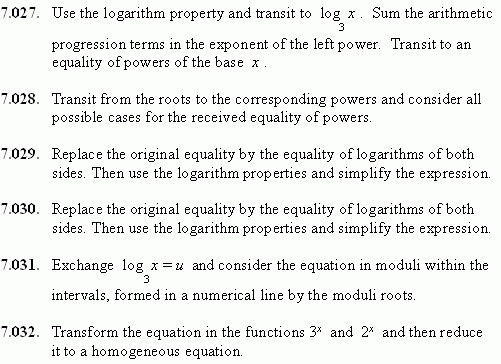 7.027. Use the logarithm property and transit to log₃ x . Sum the arithmetic
progression terms in the exponent of the left power. Transit to an
equality of powers of the base x .
7.028. Transit from the roots to the corresponding powers and consider all
possible cases for the received equality of powers.
7.029. Replace the original equality by the equality of logarithms of both
sides. Then use the logarithm properties and simplify the expression.
7.030. Replace the original equality by the equality of logarithms of both
sides. Then use the logarithm properties and simplify the expression.
7.031. Exchange log₃ x = u and consider the equation in moduli within the
intervals, formed in a numerical line by the moduli roots.
7.032. Transform the equation in the functions 3ˣ and 2ˣ and then reduce
it to a homogeneous equation.